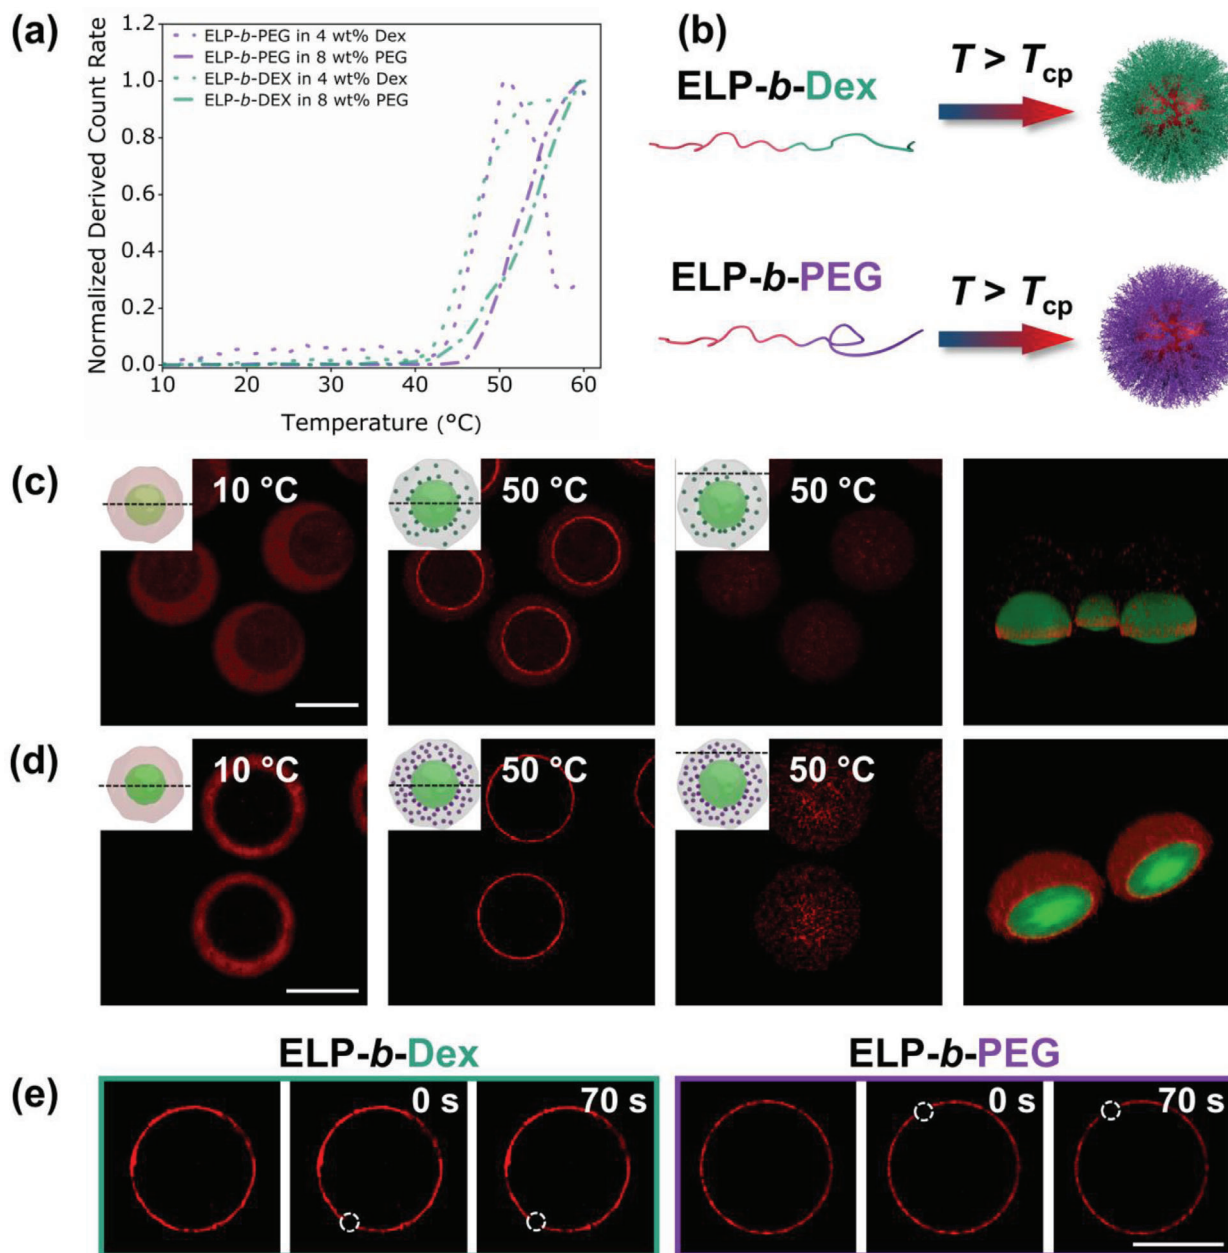 (a)
1.2
1.0
0.8
0.6
0.4
0.2
0.0
Normalized Derived Count Rate
ELP-b-PEG in 4 wt% Dex
ELP-b-PEG in 8 wt% PEG
ELP-b-DEX in 4 wt% Dex
ELP-b-DEX in 8 wt% PEG
10 20 30 40 50 60
Temperature (°C)
(b)
ELP-b-Dex
T > Tcp
ELP-b-PEG
T > Tcp
(c)
10 °C
50 °C
50 °C
(d)
10 °C
50 °C
50 °C
ELP-b-Dex
ELP-b-PEG
(e)
0 s
70 s
0 s
70 s